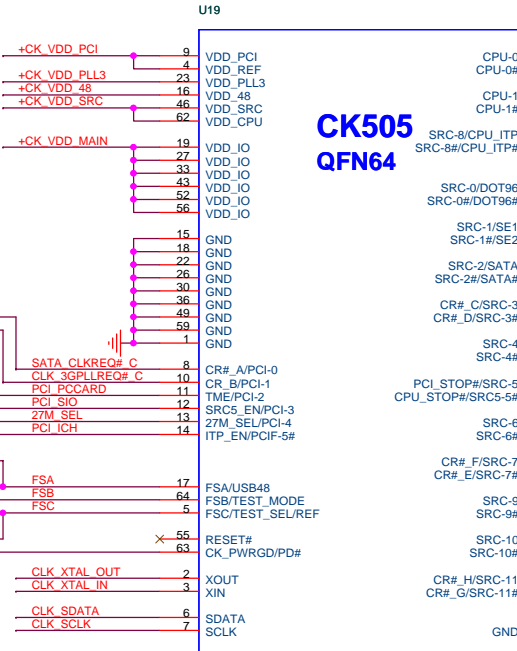 U19
+CK_VDD_PCI 9 VDD_PCI CPU-0
4 VDD_REF CPU-0#
+CK_VDD_PLL3 23 VDD_PLL3
+CK_VDD_48 16 VDD_48 CPU-1
+CK_VDD_SRC 46 VDD_SRC CPU-1#
62 VDD_CPU
CK505
QFN64
SRC-8/CPU_ITP
SRC-8#/CPU_ITP#
+CK_VDD_MAIN 19 VDD_IO
27 VDD_IO
33 VDD_IO
43 VDD_IO SRC-0/DOT96
52 VDD_IO SRC-0#/DOT96#
56 VDD_IO
SRC-1/SE1
15 GND SRC-1#/SE2
18 GND
22 GND SRC-2/SATA
26 GND SRC-2#/SATA#
30 GND
36 GND CR#_C/SRC-3
49 GND CR#_D/SRC-3#
59 GND
1 GND SRC-4
SRC-4#
SATA_CLKREQ#_C 8 CR#_A/PCI-0
CLK_3GPLLREQ#_C 10 CR_B/PCI-1 PCI_STOP#/SRC-5
PCI_PCCARD 11 TME/PCI-2 CPU_STOP#/SRC5-5#
PCI_SIO 12 SRC5_EN/PCI-3
27M_SEL 13 27M_SEL/PCI-4 SRC-6
PCI_ICH 14 ITP_EN/PCIF-5# SRC-6#
CR#_F/SRC-7
CR#_E/SRC-7#
FSA 17 FSA/USB48
FSB 64 FSB/TEST_MODE SRC-9
FSC 5 FSC/TEST_SEL/REF SRC-9#
55 RESET# SRC-10
63 CK_PWRGD/PD# SRC-10#
CLK_XTAL_OUT 2 XOUT CR#_H/SRC-11
CLK_XTAL_IN 3 XIN CR#_G/SRC-11#
CLK_SDATA 6 SDATA
CLK_SCLK 7 SCLK GND